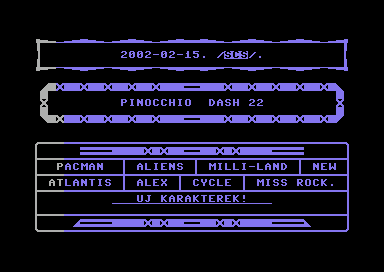 2002-02-15. /SCS/.
PINOCCHIO DASH 22
PACMAN ALIENS MILLI-LAND NEW
ATLANTIS ALEX CYCLE MISS ROCK.
UJ KARAKTEREK!